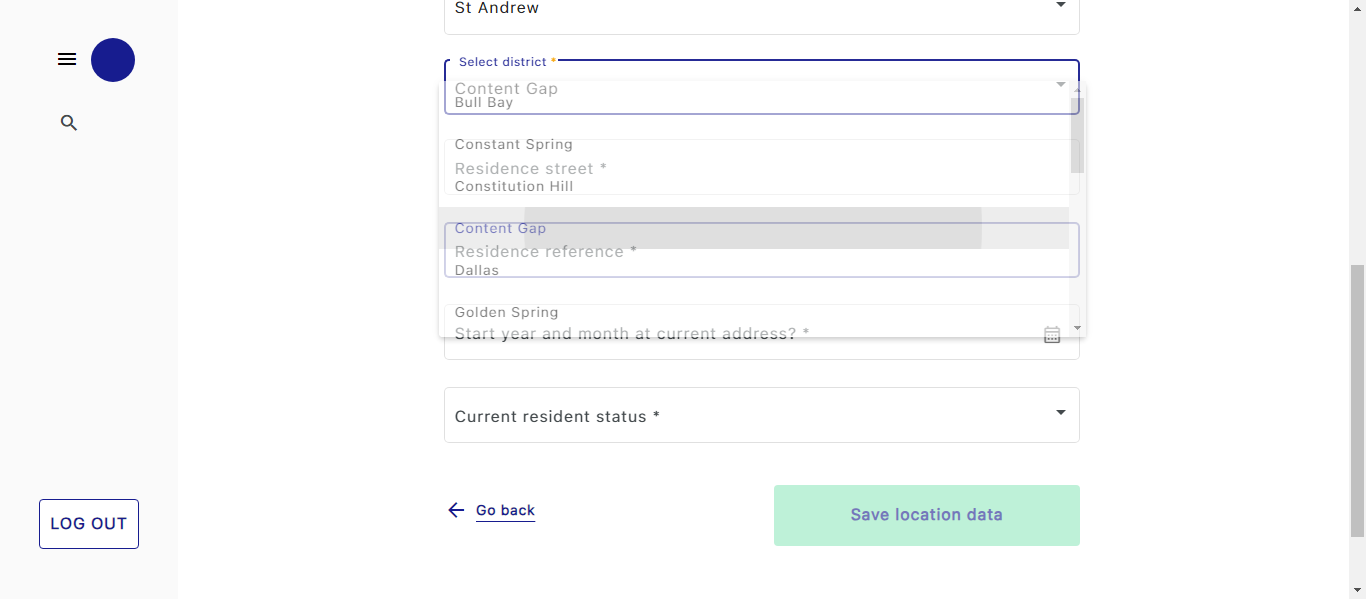 St Andrew
Select district *
Content Gap
Bull Bay
Constant Spring
Residence street *
Constitution Hill
Content Gap
Residence reference *
Dallas
Golden Spring
Start year and month at current address? *
Current resident status *
LOG OUT
Go back
Save location data